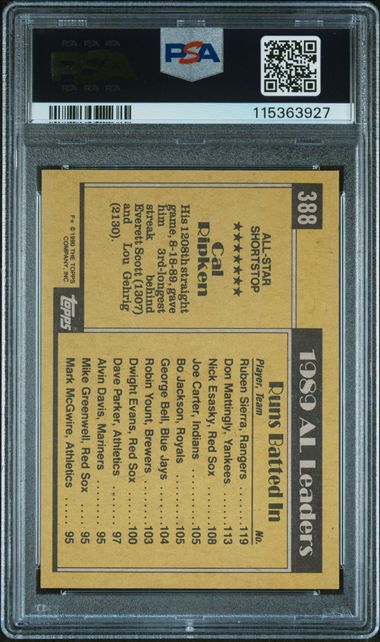 PSA
115363927
388
ALL-STAR
SHORTSTOP
★★★★★★★
Cal
Ripken
His 1208th straight
game, 8-18-89, gave
him 3rd-longest
streak behind
Everett Scott (1307)
and Lou Gehrig
(2130).
F* © 1990 THE TOPPS
COMPANY, INC.
topps
1989 AL Leaders
Runs Batted In
Player, Team No.
Ruben Sierra, Rangers . . . . 119
Don Mattingly, Yankees . . . . 113
Nick Esasky, Red Sox . . . . 108
Joe Carter, Indians . . . . 105
Bo Jackson, Royals . . . . 105
George Bell, Blue Jays . . . . 104
Robin Yount, Brewers . . . . 103
Dwight Evans, Red Sox . . . . 100
Dave Parker, Athletics . . . . 97
Alvin Davis, Mariners . . . . 95
Mike Greenwell, Red Sox . . . . 95
Mark McGwire, Athletics . . . . 95